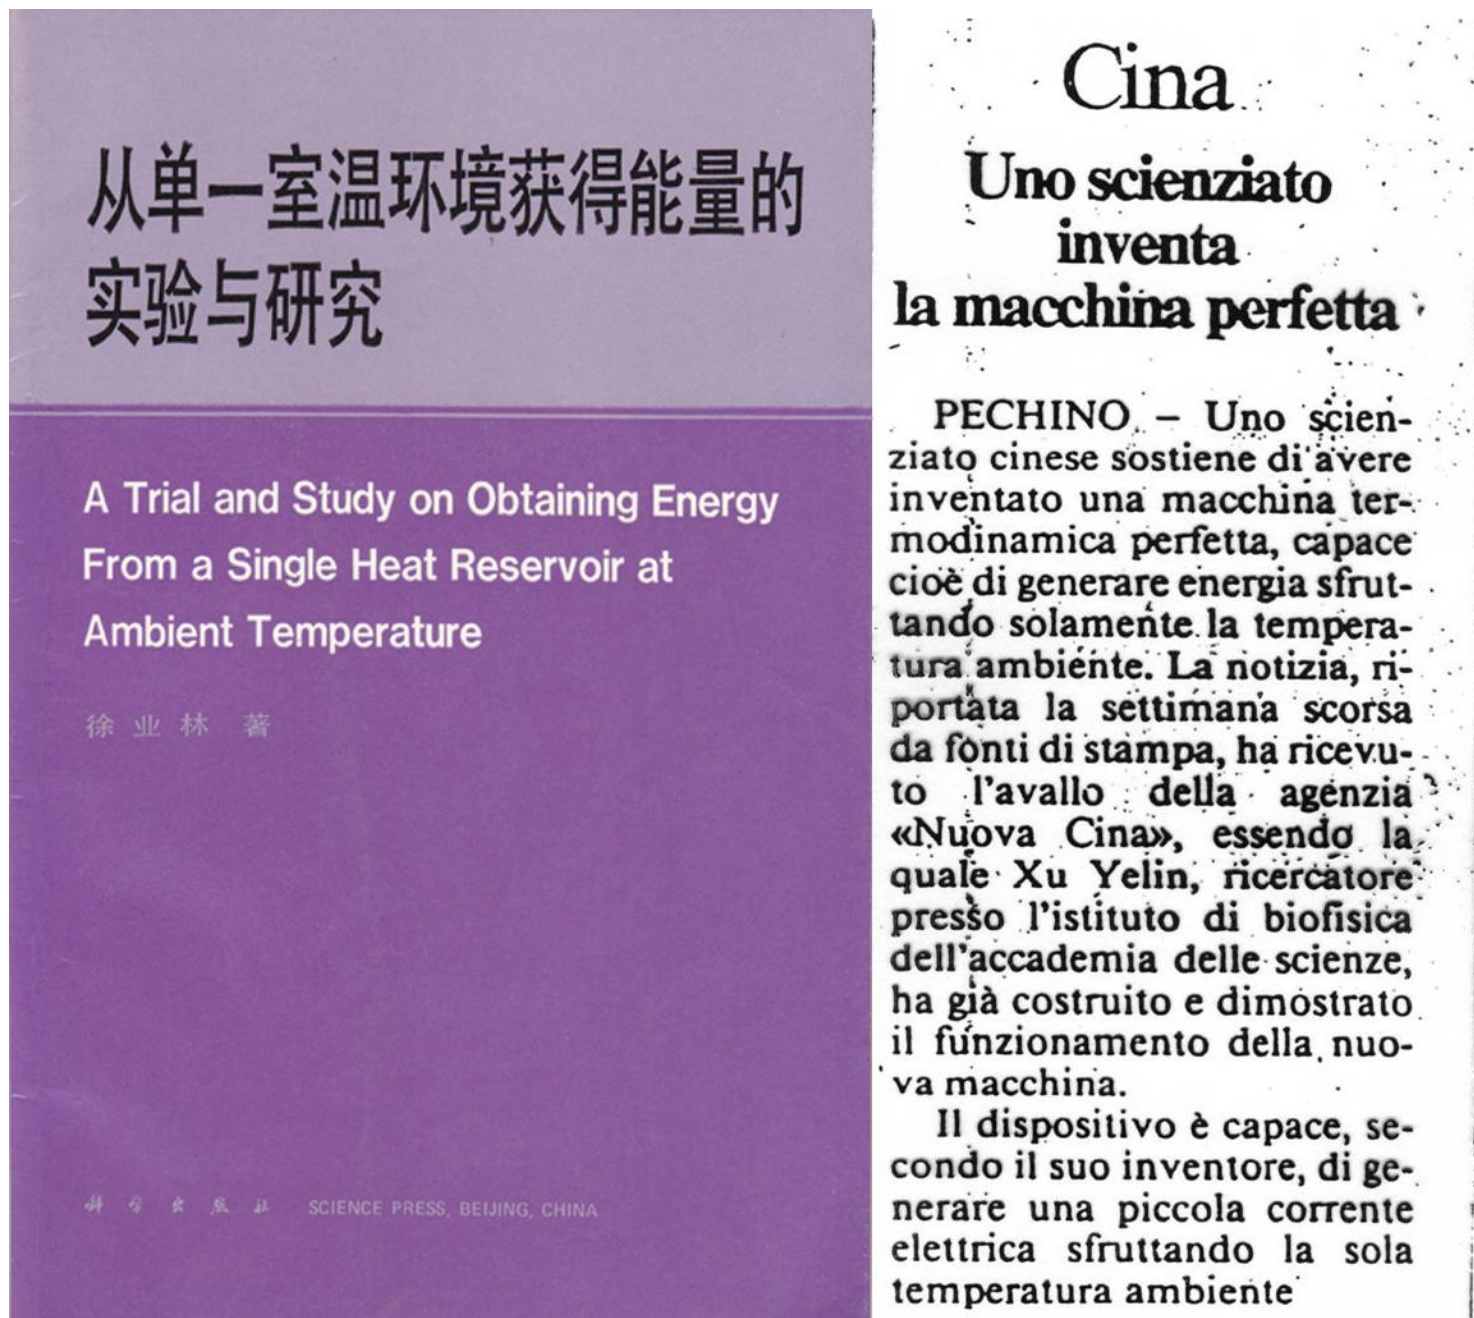 从单一室温环境获得能量的
实验与研究
A Trial and Study on Obtaining Energy
From a Single Heat Reservoir at
Ambient Temperature
徐业林 著
科学出版社 SCIENCE PRESS, BEIJING, CHINA
Cina
Uno scienziato
inventa
la macchina perfetta
PECHINO – Uno scien-
ziato cinese sostiene di avere
inventato una macchina ter-
modinamica perfetta, capace
cioè di generare energia sfrut-
tando solamente la tempera-
tura ambiente. La notizia, ri-
portata la settimana scorsa
da fonti di stampa, ha ricevu-
to l'avallo della agenzia
«Nuova Cina», essendo la
quale Xu Yelin, ricercatore
presso l'istituto di biofisica
dell'accademia delle scienze,
ha già costruito e dimostrato
il funzionamento della nuo-
va macchina.
Il dispositivo è capace, se-
condo il suo inventore, di ge-
nerare una piccola corrente
elettrica sfruttando la sola
temperatura ambiente